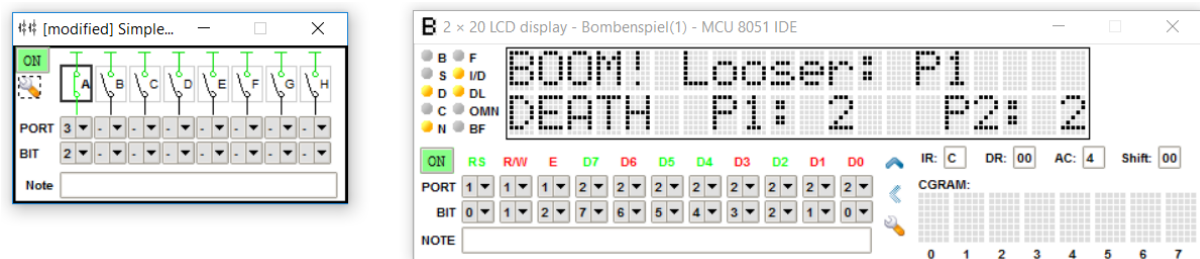 [modified] Simple...
ON
A B C D E F G H
PORT 3 - - - - - - -
BIT 2 - - - - - - -
Note
B 2 × 20 LCD display - Bombenspiel(1) - MCU 8051 IDE
B F
S I/D
D DL
C OMN
N BF
BOOM! Looser: P1
DEATH P1: 2 P2: 2
ON RS R/W E D7 D6 D5 D4 D3 D2 D1 D0
PORT 1 1 1 2 2 2 2 2 2 2 2
BIT 0 1 2 7 6 5 4 3 2 1 0
NOTE
IR: C DR: 00 AC: 4 Shift: 00
CGRAM:
0 1 2 3 4 5 6 7